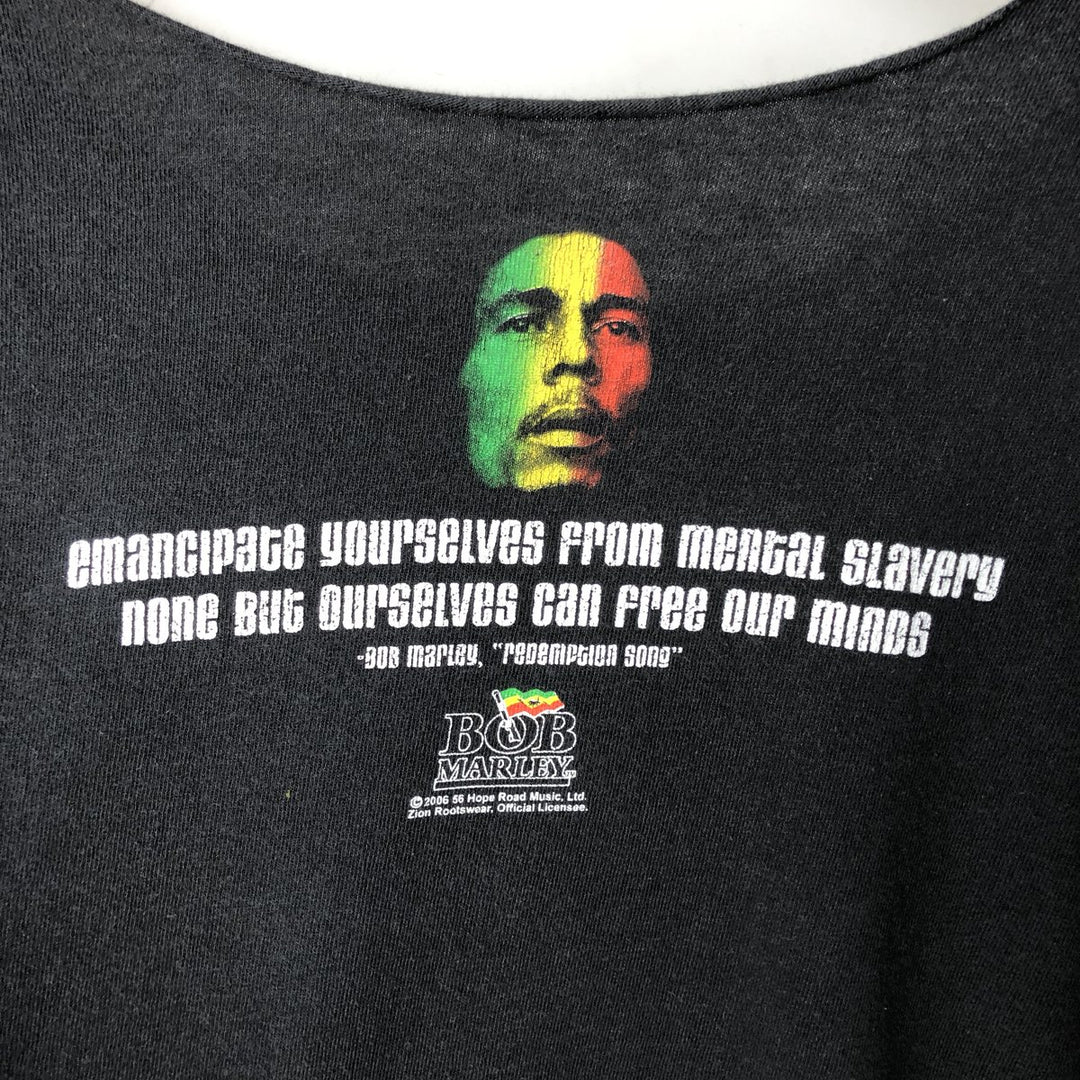 emancipate yourselves from mental slavery
none but ourselves can free our minds
-Bob Marley, "redemption song"
BOB
MARLEY™
© 2006 56 Hope Road Music, Ltd.
Zion Rootswear, Official Licensee.